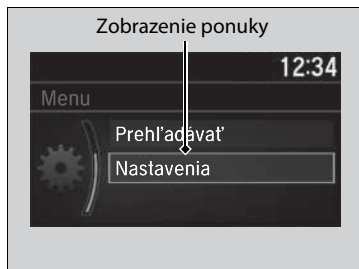 Zobrazenie ponuky
12:34
Menu
Prehľadávať
Nastavenia